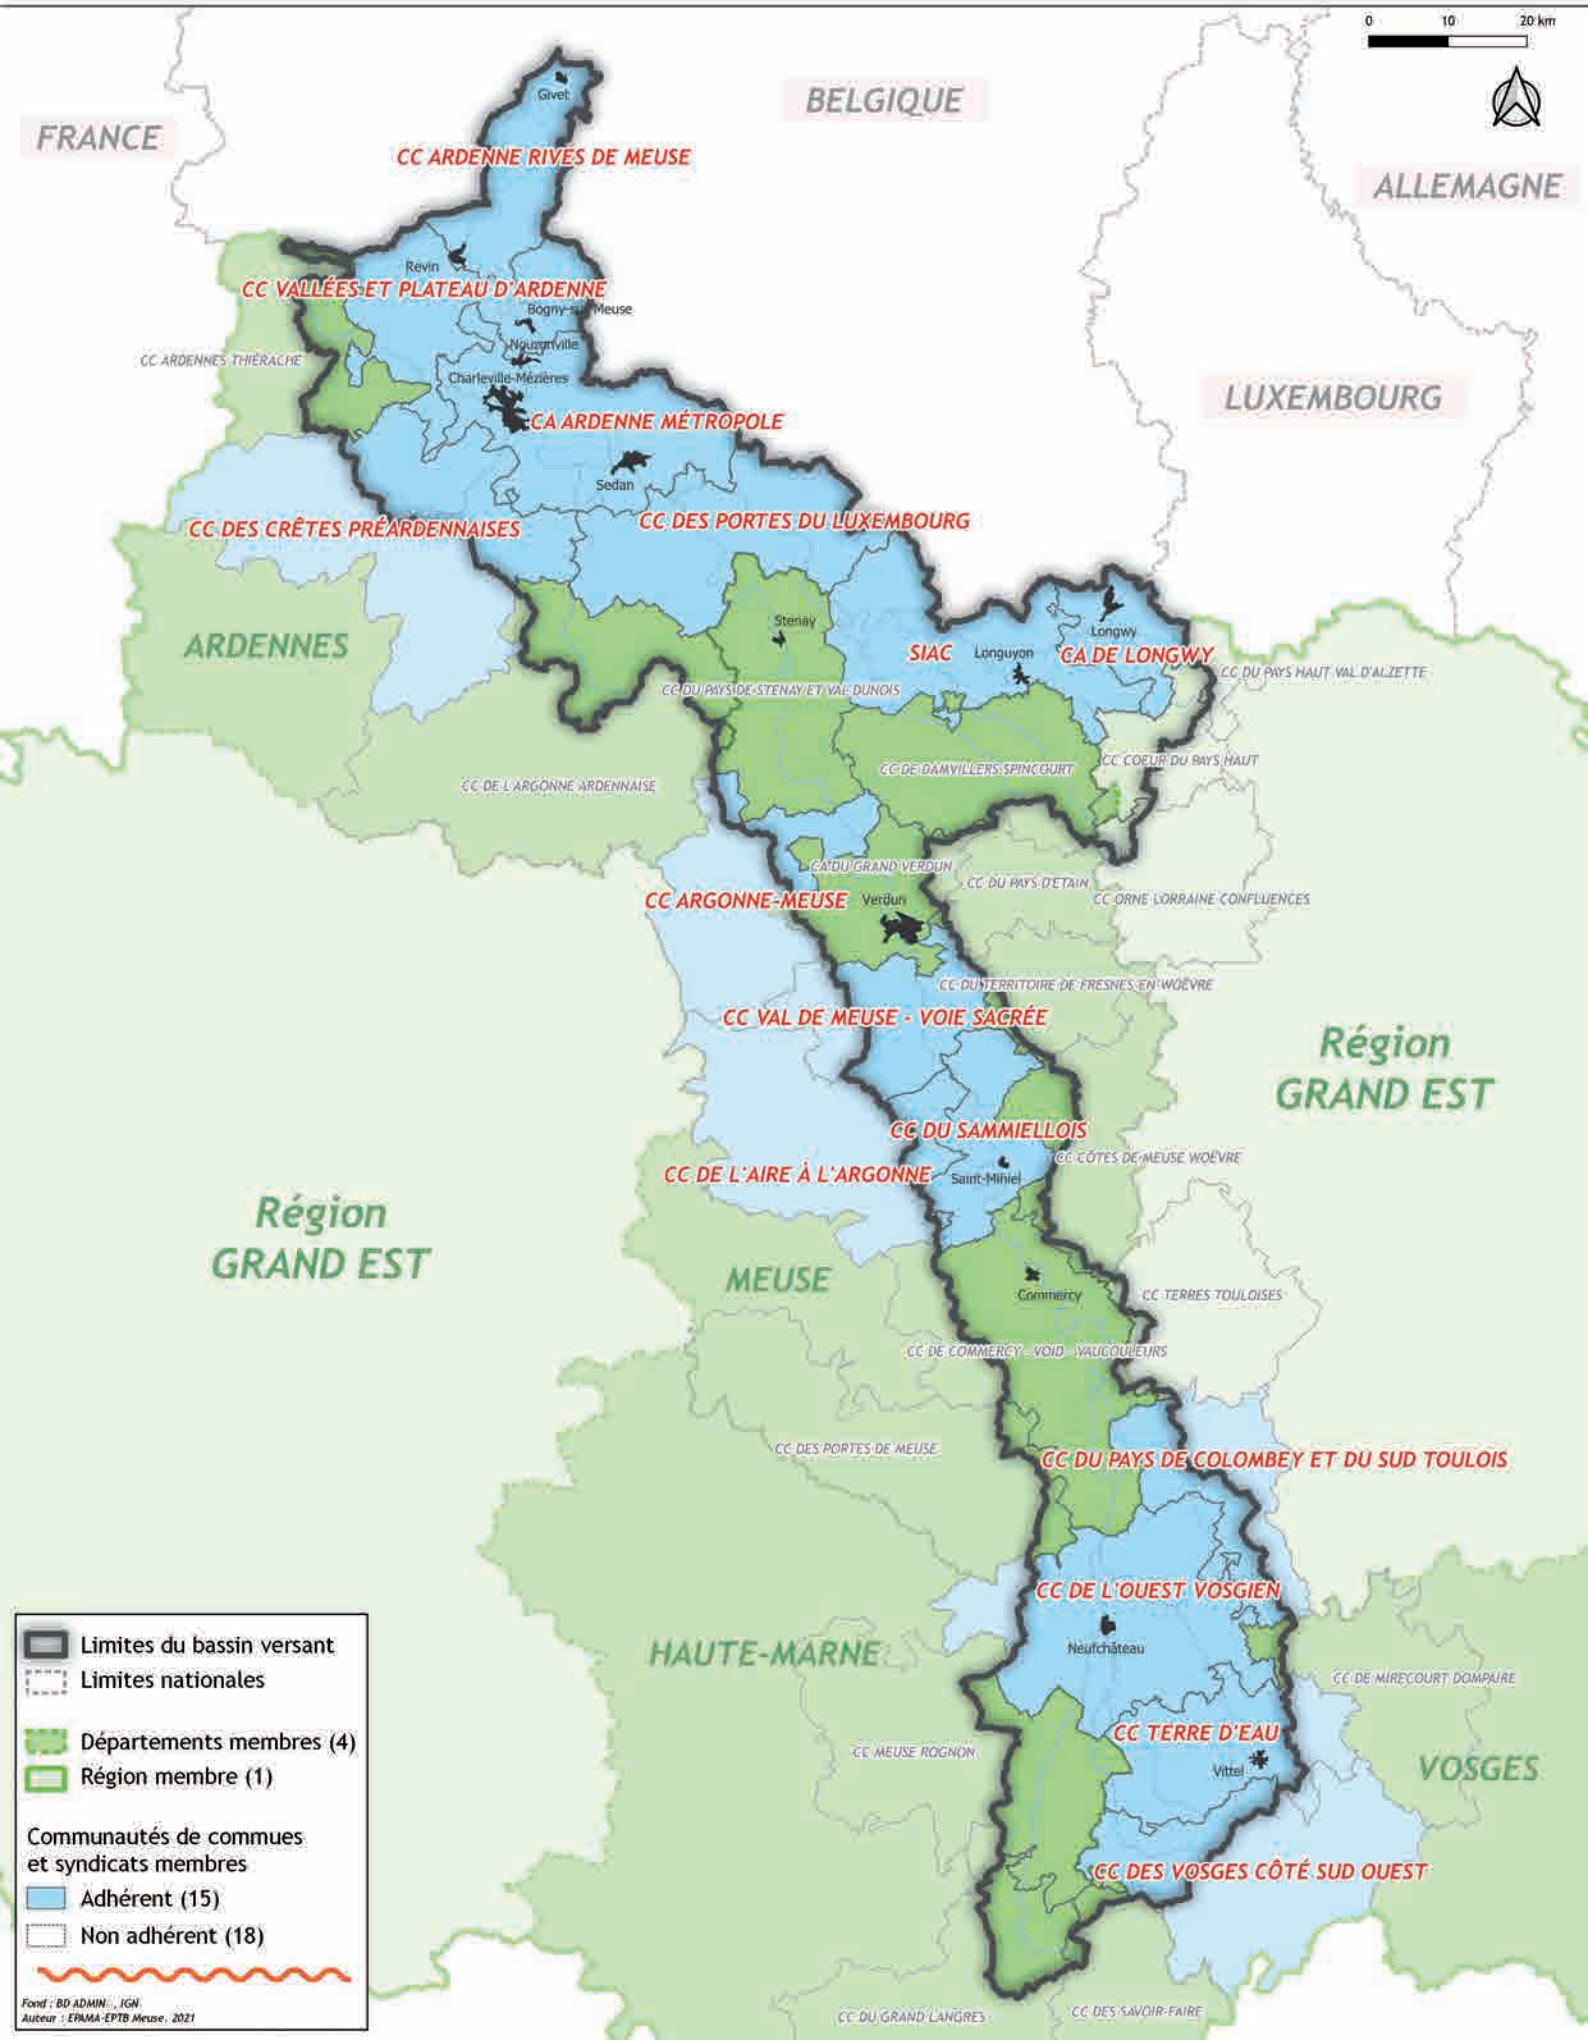 0 10 20 km
BELGIQUE
FRANCE
Givet
CC ARDENNE RIVES DE MEUSE
ALLEMAGNE
Revin
CC VALLÉES ET PLATEAU D'ARDENNE
Bogny-sur-Meuse
Nouzonville
CC ARDENNES THIÉRACHE
Charleville-Mézières
LUXEMBOURG
CA ARDENNE MÉTROPOLE
Sedan
CC DES CRÊTES PRÉARDENNAISES
CC DES PORTES DU LUXEMBOURG
Stenay
Longwy
ARDENNES
SIAC
Longuyon
CA DE LONGWY
CC DU PAYS HAUT VAL D'ALZETTE
CC DU PAYS DE STENAY ET VAL DUNOIS
CC COEUR DU PAYS HAUT
CC DE DAMVILLERS SPINCOURT
CC DE L'ARGONNE ARDENNAISE
CA DU GRAND VERDUN
CC DU PAYS D'ETAIN
CC ARGONNE-MEUSE
Verdun
CC ORNE LORRAINE CONFLUENCES
CC DU TERRITOIRE DE FRESNES EN WOËVRE
CC VAL DE MEUSE - VOIE SACRÉE
Région
GRAND EST
CC DU SAMMIELLOIS
CC CÔTES DE MEUSE WOËVRE
CC DE L'AIRE À L'ARGONNE
Saint-Mihiel
Région
GRAND EST
MEUSE
Commercy
CC TERRES TOULOISES
CC DE COMMERCY - VOID - VAUCOULEURS
CC DES PORTES DE MEUSE
CC DU PAYS DE COLOMBEY ET DU SUD TOULOIS
CC DE L'OUEST VOSGIEN
Neufchâteau
HAUTE-MARNE
CC DE MIRECOURT DOMPAIRE
CC TERRE D'EAU
CC MEUSE ROGNON
Vittel
VOSGES
CC DES VOSGES CÔTÉ SUD OUEST
CC DU GRAND LANGRES
CC DES SAVOIR-FAIRE
Limites du bassin versant
Limites nationales
Départements membres (4)
Région membre (1)
Communautés de commues
et syndicats membres
Adhérent (15)
Non adhérent (18)
Fond : BD ADMIN. , IGN
Auteur : EPAMA-EPTB Meuse, 2021